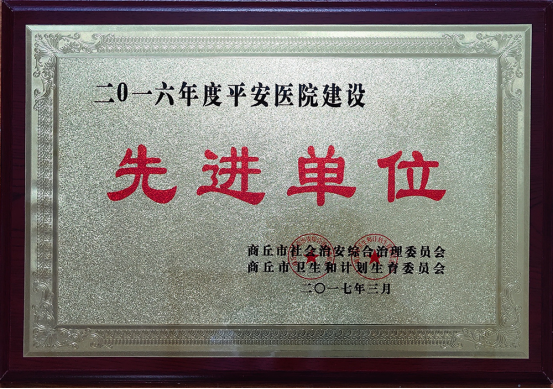 二〇一六年度平安医院建设
先进单位
商丘市社会治安综合治理委员会
商丘市卫生和计划生育委员会
二〇一七年三月